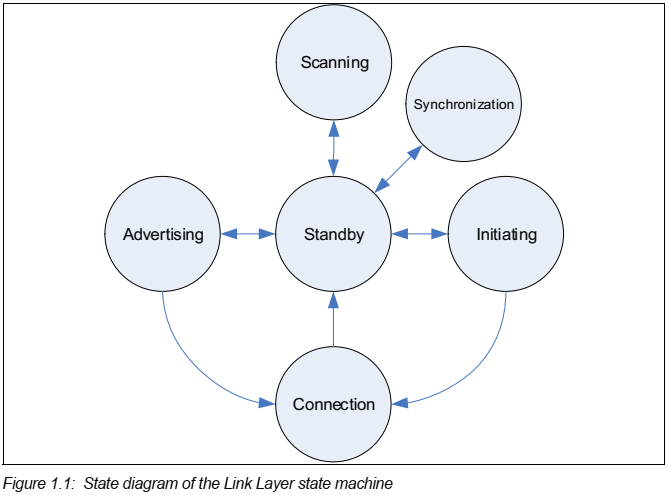 Scanning
Synchronization
Advertising
Standby
Initiating
Connection
Figure 1.1: State diagram of the Link Layer state machine